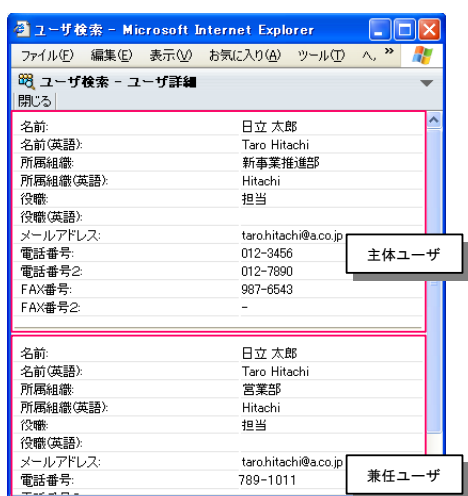 ユーザ検索 - Microsoft Internet Explorer
ファイル(F) 編集(E) 表示(V) お気に入り(A) ツール(T) ヘ, »
ユーザ検索 - ユーザ詳細
閉じる
名前: 日立 太郎
名前(英語): Taro Hitachi
所属組織: 新事業推進部
所属組織(英語): Hitachi
役職: 担当
役職(英語):
メールアドレス: taro.hitachi@a.co.jp
電話番号: 012-3456
主体ユーザ
電話番号2: 012-7890
FAX番号: 987-6543
FAX番号2: -
名前: 日立 太郎
名前(英語): Taro Hitachi
所属組織: 営業部
所属組織(英語): Hitachi
役職: 担当
役職(英語):
メールアドレス: taro.hitachi@a.co.jp
電話番号: 789-1011
兼任ユーザ